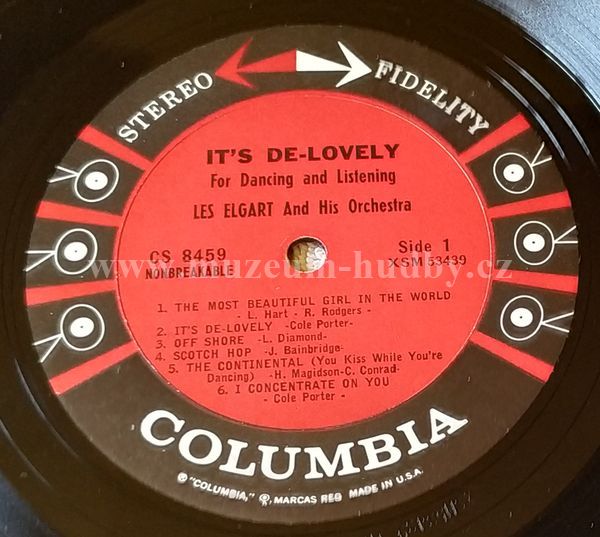 STEREO FIDELITY
IT'S DE-LOVELY
For Dancing and Listening
LES ELGART And His Orchestra
CS 8459 Side 1
NONBREAKABLE XSM 53439
www.muzeum-hudby.cz
1. THE MOST BEAUTIFUL GIRL IN THE WORLD
- L. Hart - R. Rodgers -
2. IT'S DE-LOVELY -Cole Porter-
3. OFF SHORE -L. Diamond-
4. SCOTCH HOP -J. Bainbridge-
5. THE CONTINENTAL (You Kiss While You're
Dancing) -H. Magidson-C. Conrad-
6. I CONCENTRATE ON YOU
- Cole Porter -
COLUMBIA
℗ "COLUMBIA," MARCAS REG MADE IN U.S.A.